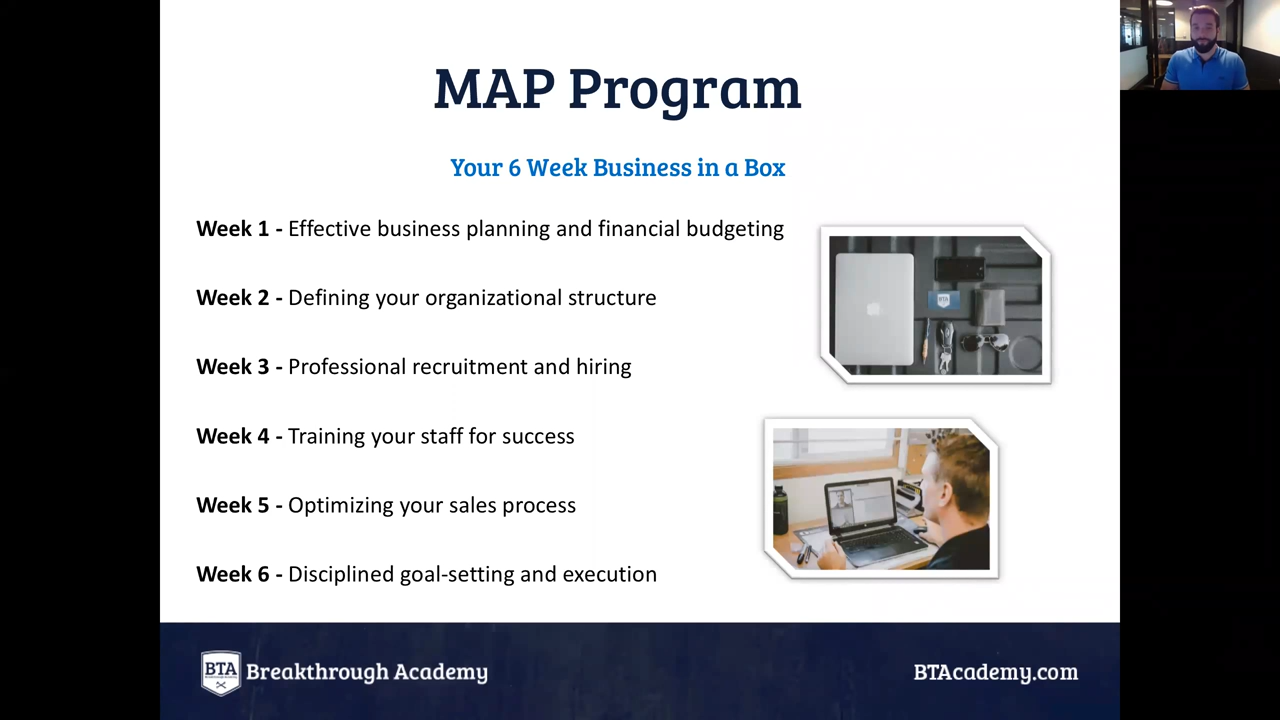 MAP Program
Your 6 Week Business in a Box
Week 1 - Effective business planning and financial budgeting
Week 2 - Defining your organizational structure
Week 3 - Professional recruitment and hiring
Week 4 - Training your staff for success
Week 5 - Optimizing your sales process
Week 6 - Disciplined goal-setting and execution
BTA
BTA Breakthrough Academy
BTAcademy.com